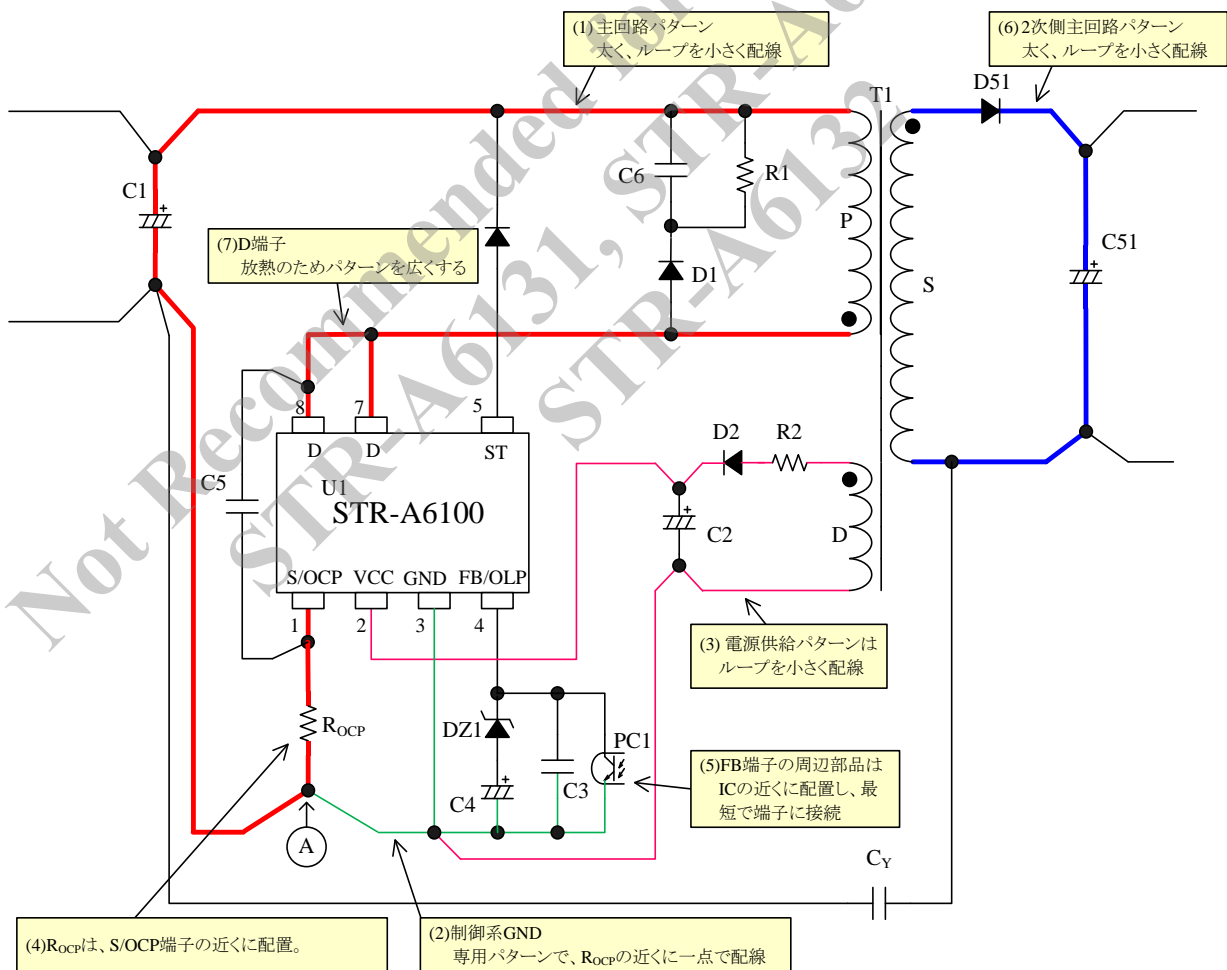 (1) 主回路パターン
太く、ループを小さく配線
(6) 2次側主回路パターン
太く、ループを小さく配線
D51
T1
C1
C6
R1
P
C51
S
(7)D端子
放熱のためパターンを広くする
D1
8
7
5
D
D
ST
D2
R2
C5
U1
STR-A6100
C2
D
S/OCP
VCC
GND
FB/OLP
1
2
3
4
(3) 電源供給パターンは
ループを小さく配線
ROCP
DZ1
PC1
C4
C3
(5)FB端子の周辺部品は
ICの近くに配置し、最
短で端子に接続
A
CY
(4)ROCPは、S/OCP端子の近くに配置。
(2)制御系GND
専用パターンで、ROCPの近くに一点で配線
Not Recommended for
STR-A6131, STR-A6
STR-A6132